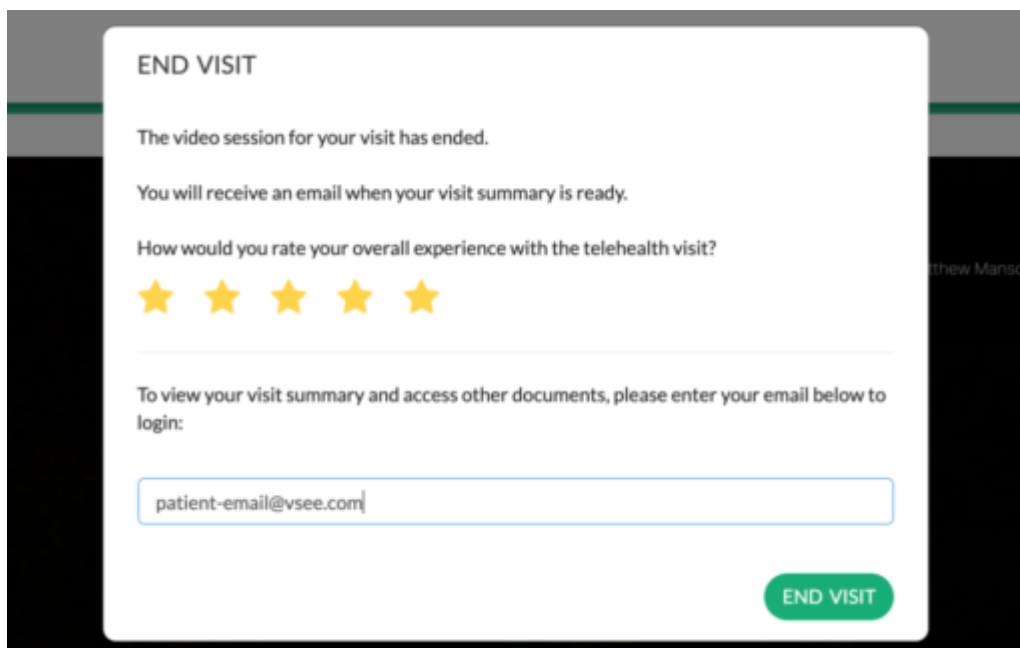 END VISIT
The video session for your visit has ended.
You will receive an email when your visit summary is ready.
How would you rate your overall experience with the telehealth visit?
To view your visit summary and access other documents, please enter your email below to
login:
patient-email@vsee.com
END VISIT